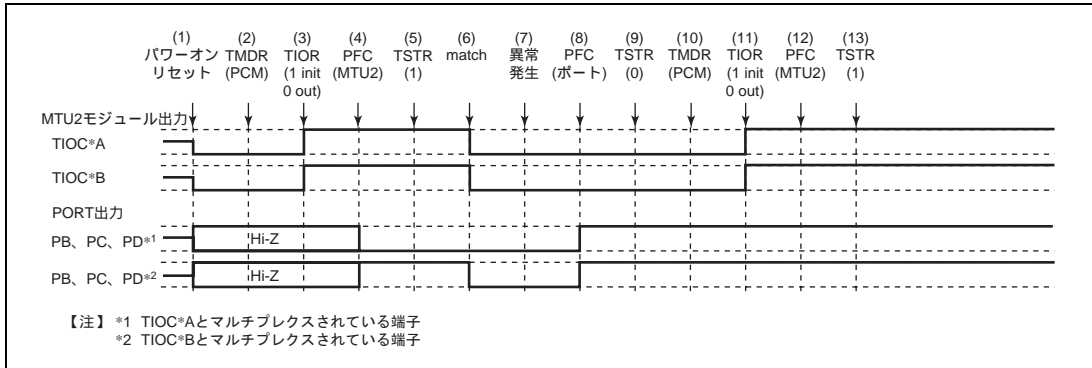 (1) (2) (3) (4) (5) (6) (7) (8) (9) (10) (11) (12) (13)
パワーオン TMDR TIOR PFC TSTR match 異常 PFC TSTR TMDR TIOR PFC TSTR
リセット (PCM) (1 init (MTU2) (1) 発生 (ポート) (0) (PCM) (1 init (MTU2) (1)
0 out) 0 out)
MTU2モジュール出力
TIOC*A
TIOC*B
PORT出力
PB、PC、PD*1 Hi-Z
PB、PC、PD*2 Hi-Z
【注】 *1 TIOC*Aとマルチプレクスされている端子
*2 TIOC*Bとマルチプレクスされている端子